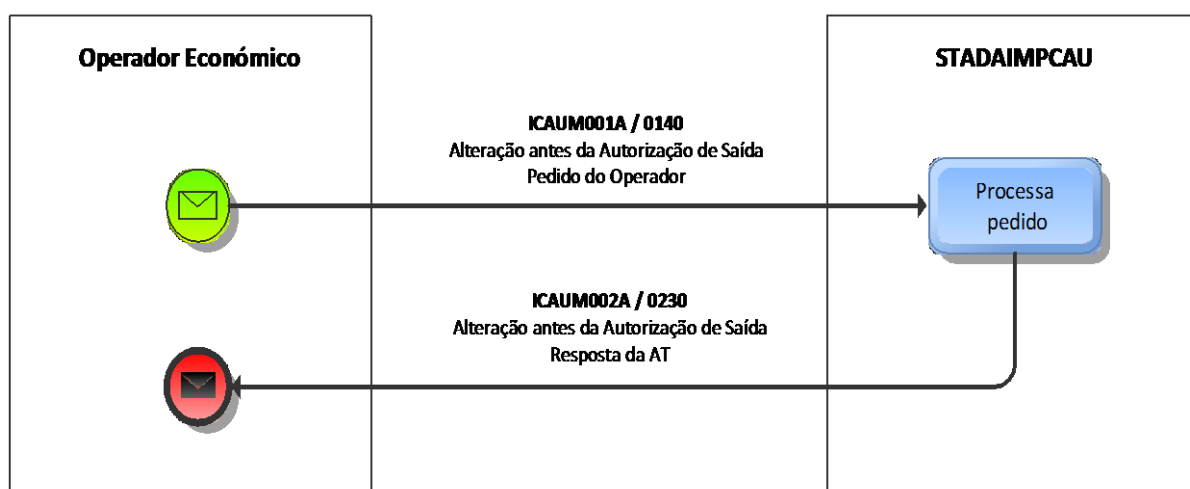 Operador Económico
STADAIMPCAU
ICAUM001A / 0140
Alteração antes da Autorização de Saída
Pedido do Operador
Processa
pedido
ICAUM002A / 0230
Alteração antes da Autorização de Saída
Resposta da AT